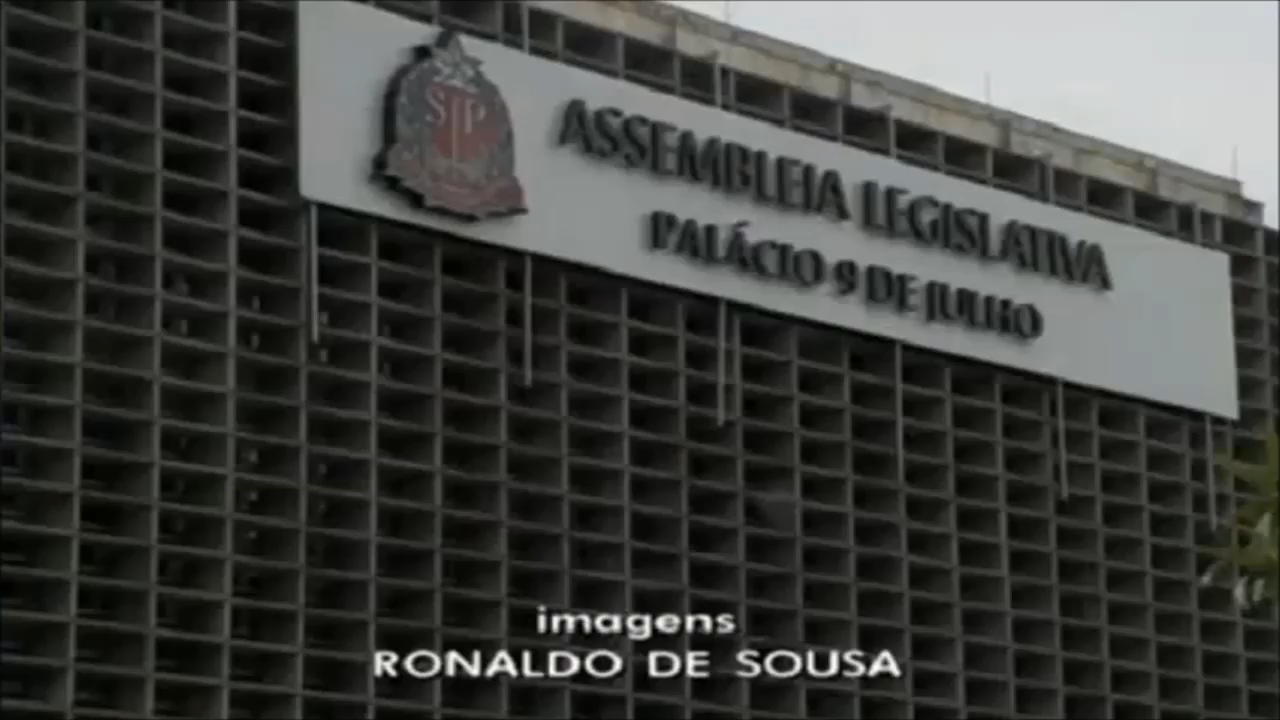 SP
ASSEMBLEIA LEGISLATIVA
PALÁCIO 9 DE JULHO
imagens
RONALDO DE SOUSA